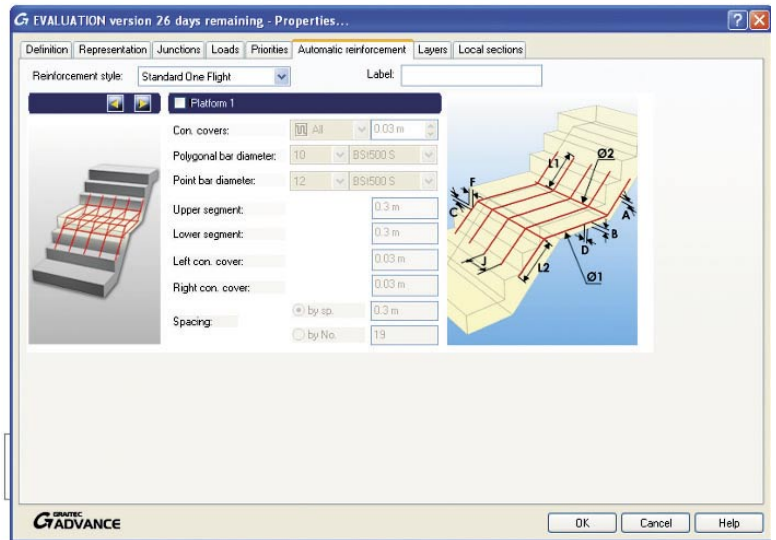 EVALUATION version 26 days remaining - Properties...
Definition Representation Junctions Loads Priorities Automatic reinforcement Layers Local sections
Reinforcement style: Standard One Flight Label:
Platform 1
Con. covers: All 0.03 m
Polygonal bar diameter: 10 BSt500 S
Point bar diameter: 12 BSt500 S
Upper segment: 0.3 m
Lower segment: 0.3 m
Left con. cover: 0.03 m
Right con. cover: 0.03 m
Spacing: by sp. 0.3 m
by No. 19
L1 Ø2
F
C A
B
J D
L2 Ø1
GRAITEC
ADVANCE
OK Cancel Help